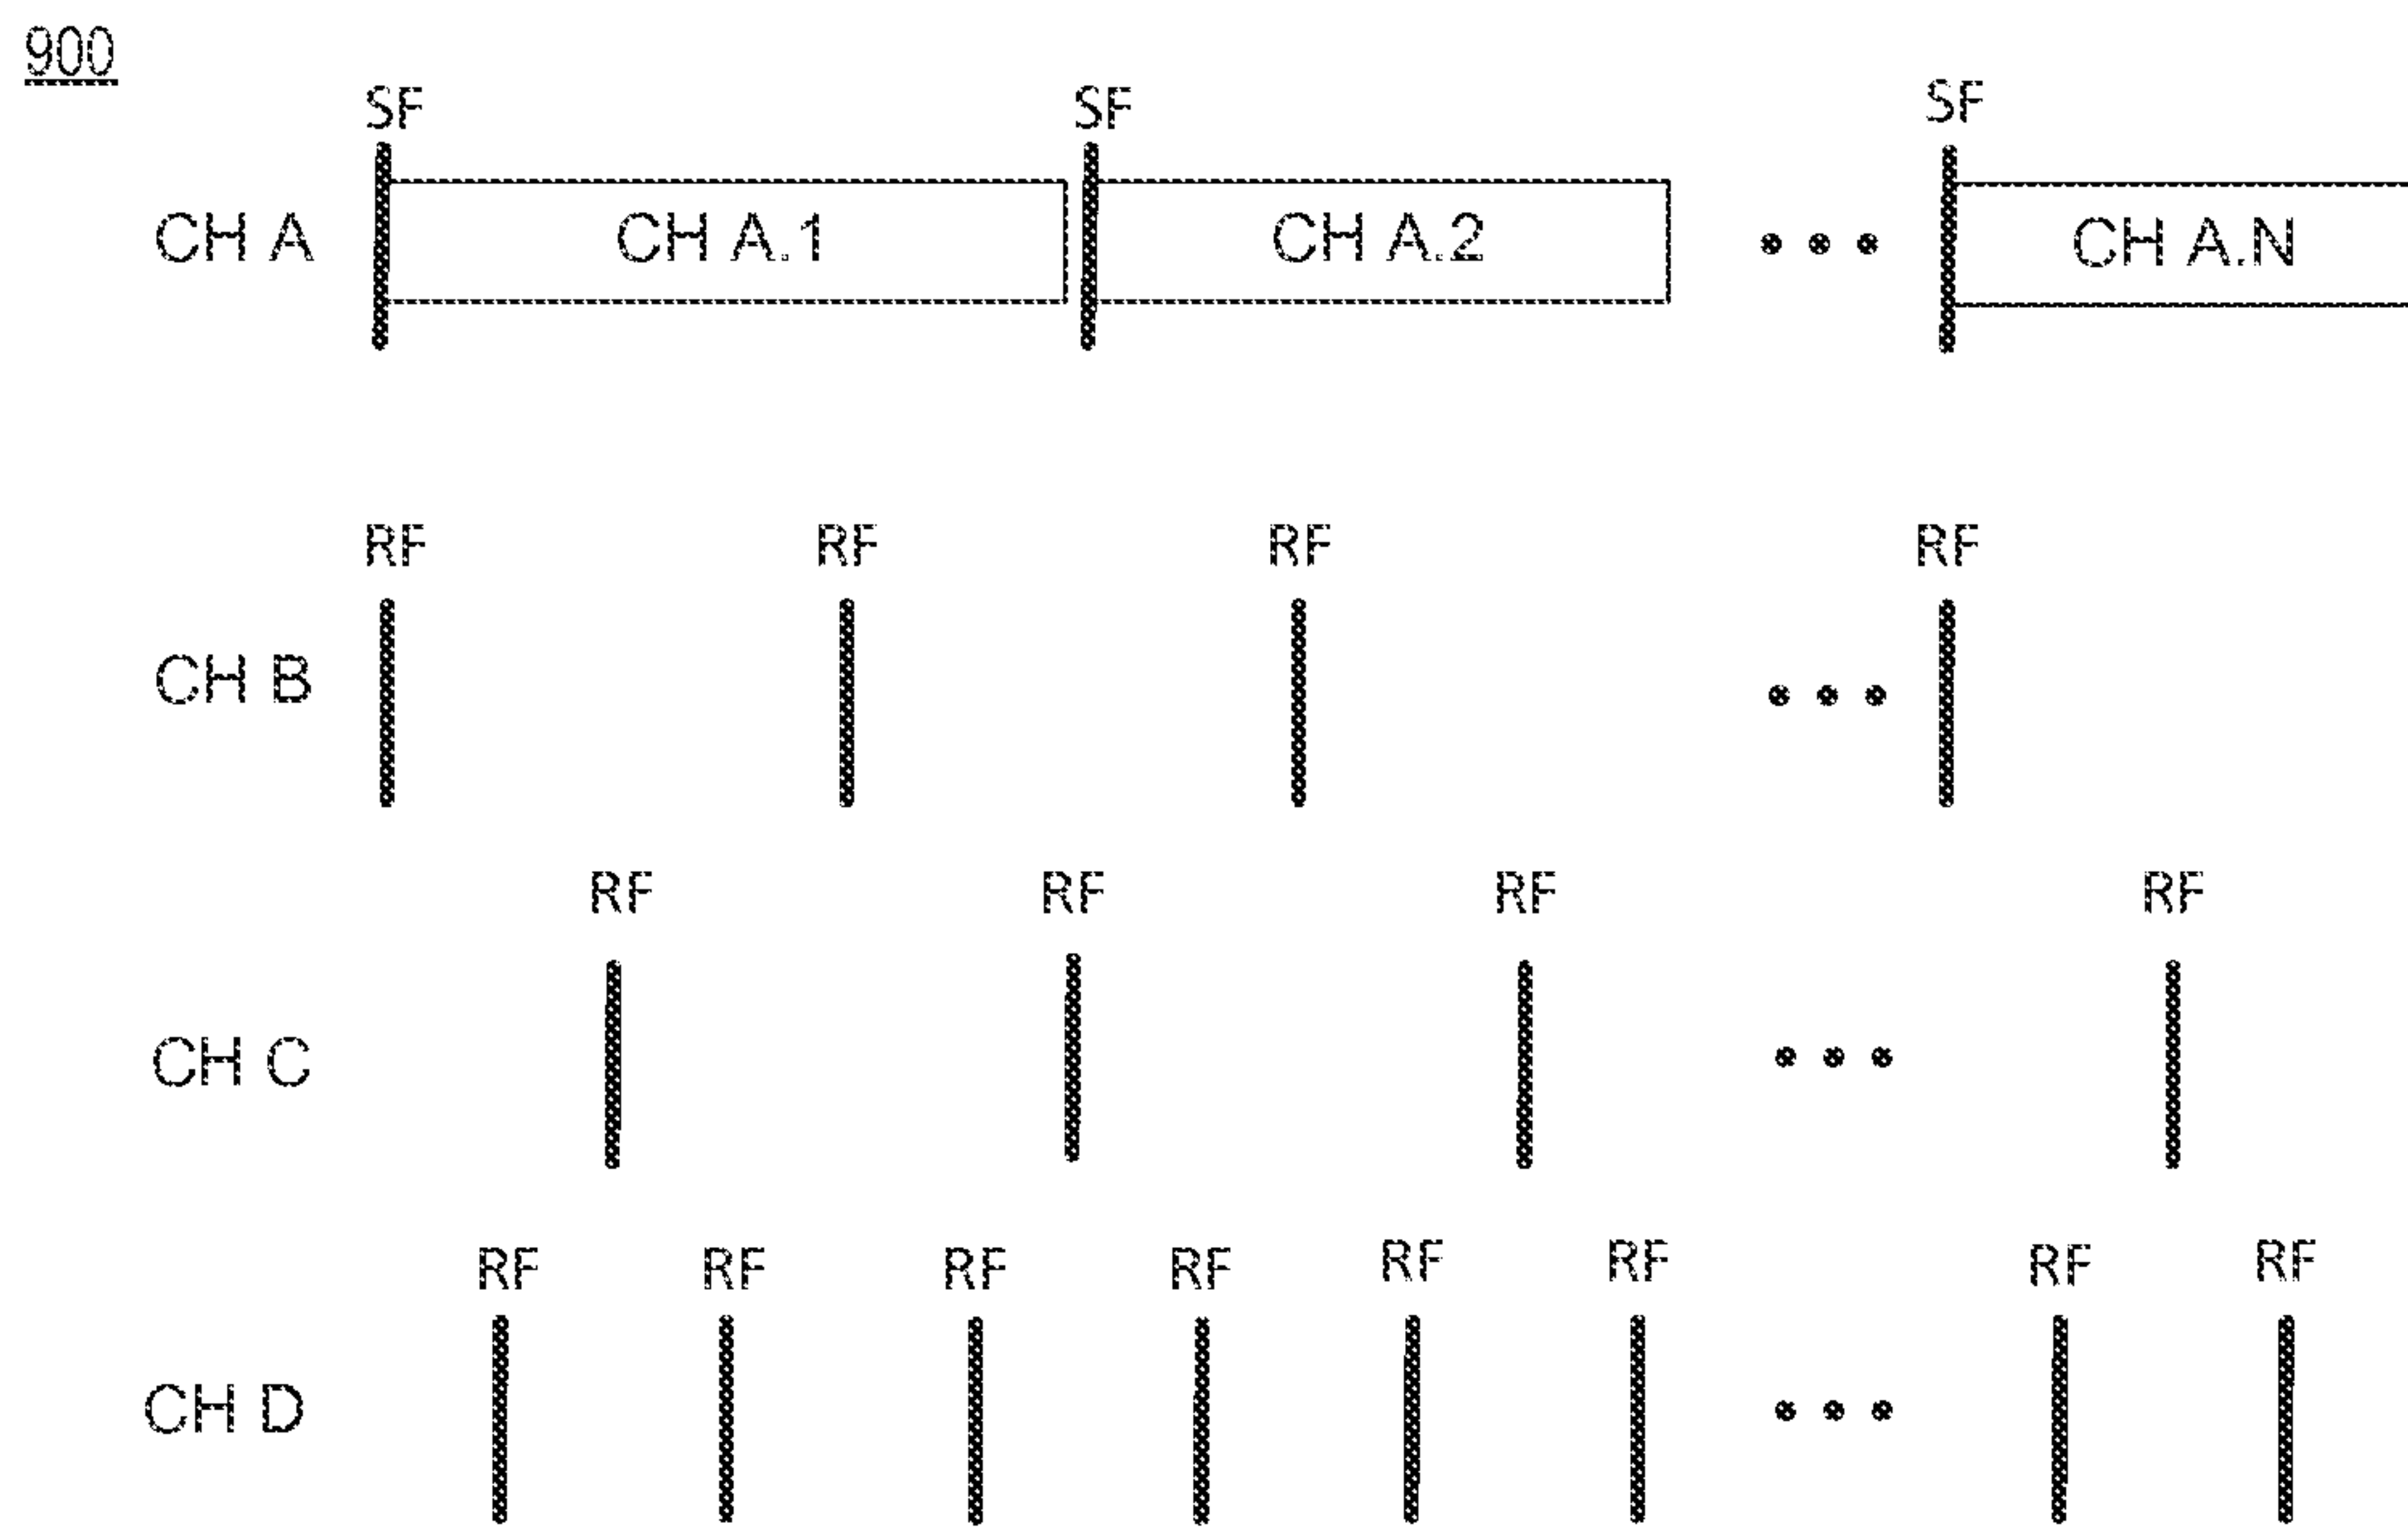 900
SF SF SF
CH A CH A.1 CH A.2 CH A.N
RF RF RF RF
CH B
RF RF RF RF
CH C
RF RF RF RF RF RF RF RF
CH D